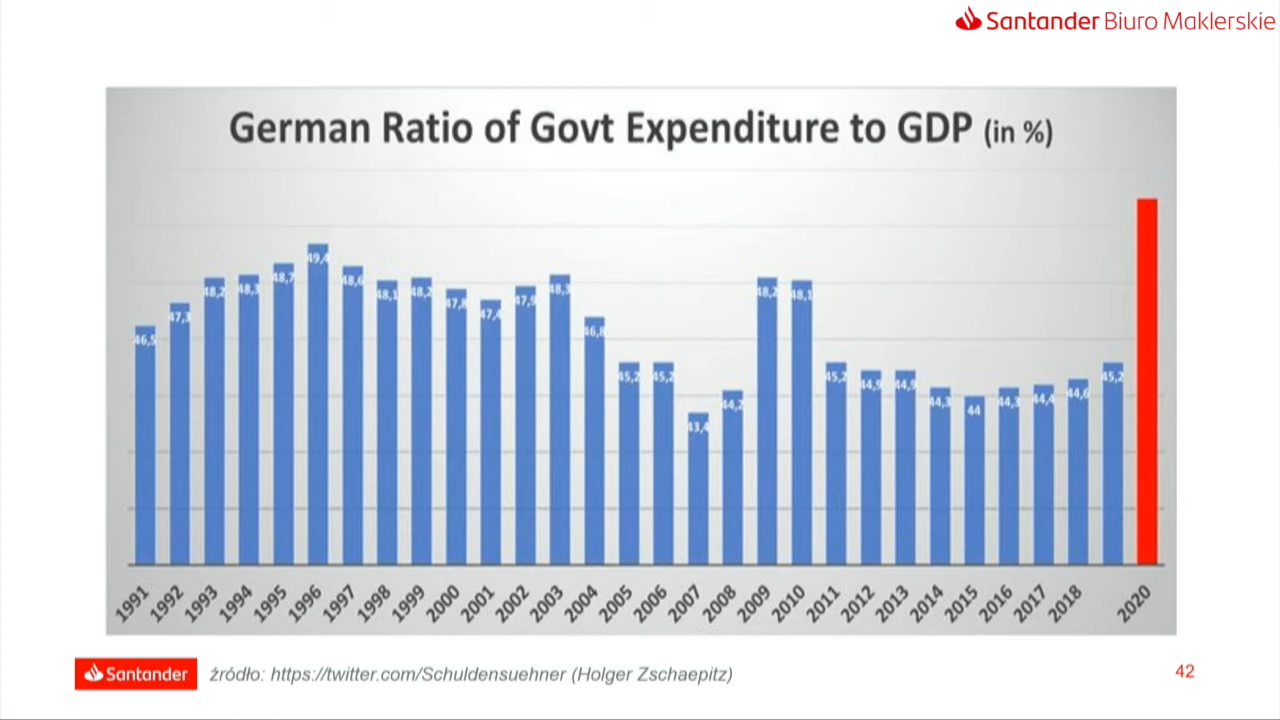 Santander Biuro Maklerskie
German Ratio of Govt Expenditure to GDP (in %)
46,5 47,3 48,2 48,3 48,7 49,4 48,6 48,1 48,2 47,8 47,4 47,9 48,3 46,8 45,2 45,2 43,4 44,2 48,2 48,1 45,2 44,9 44,9 44,3 44 44,3 44,4 44,6 45,2
1991 1992 1993 1994 1995 1996 1997 1998 1999 2000 2001 2002 2003 2004 2005 2006 2007 2008 2009 2010 2011 2012 2013 2014 2015 2016 2017 2018 2020
Santander źródło: https://twitter.com/Schuldensuehner (Holger Zschaepitz) 42